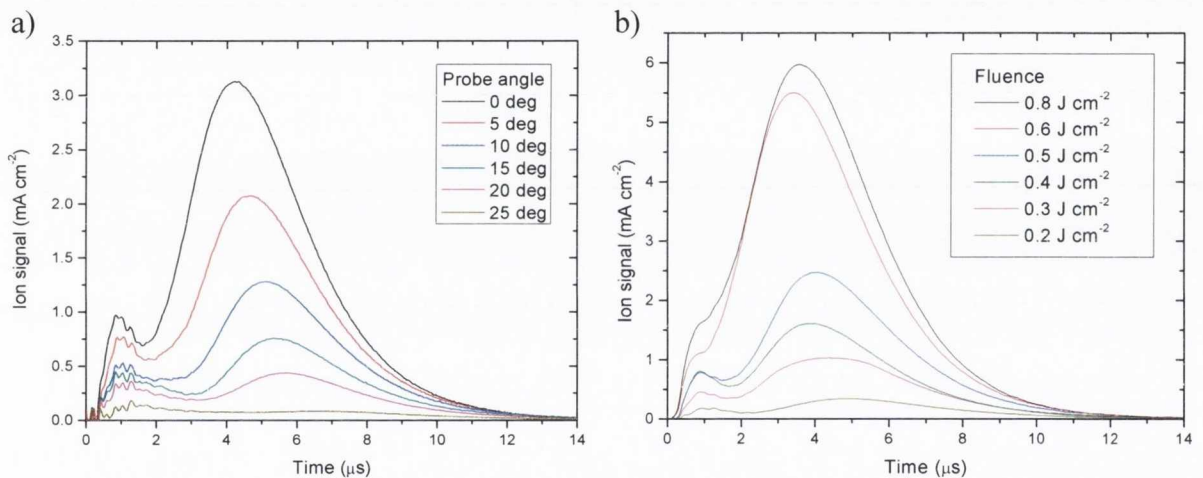 a)
3.5
3.0
2.5
2.0
1.5
1.0
0.5
0.0
Ion signal (mA cm⁻²)
0 2 4 6 8 10 12 14
Time (μs)
Probe angle
0 deg
5 deg
10 deg
15 deg
20 deg
25 deg
b)
6
5
4
3
2
1
0
Ion signal (mA cm⁻²)
0 2 4 6 8 10 12 14
Time (μs)
Fluence
0.8 J cm⁻²
0.6 J cm⁻²
0.5 J cm⁻²
0.4 J cm⁻²
0.3 J cm⁻²
0.2 J cm⁻²